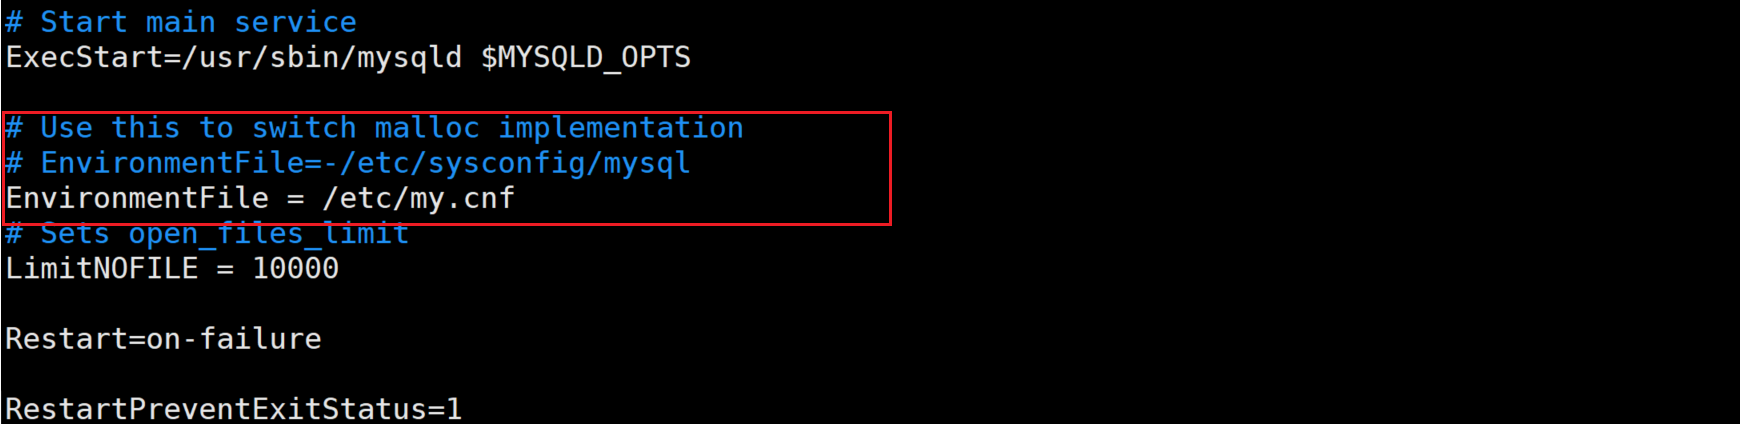 # Start main service
ExecStart=/usr/sbin/mysqld $MYSQLD_OPTS
# Use this to switch malloc implementation
# EnvironmentFile=-/etc/sysconfig/mysql
EnvironmentFile = /etc/my.cnf
# Sets open_files_limit
LimitNOFILE = 10000
Restart=on-failure
RestartPreventExitStatus=1